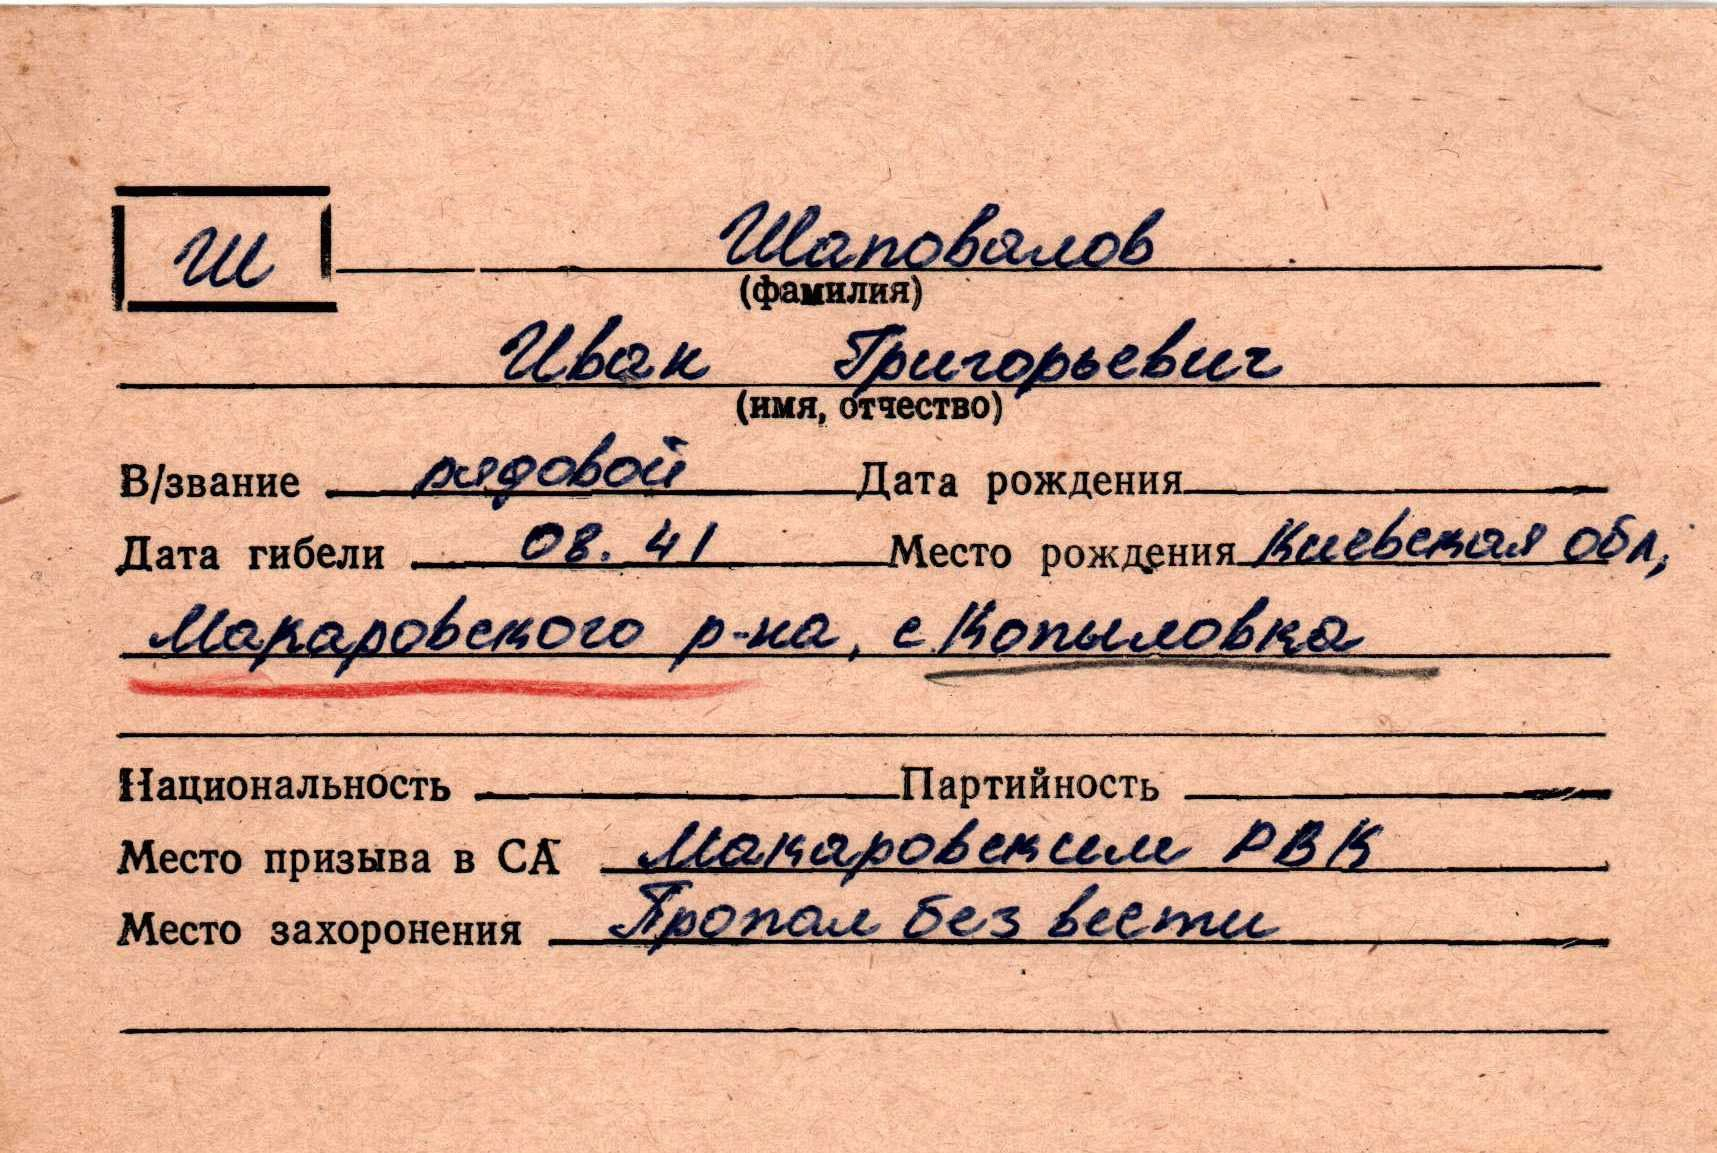 Ш Шаповалов
(фамилия)
Иван Григорьевич
(имя, отчество)
В/звание рядовой Дата рождения
Дата гибели 08.41 Место рождения Киевская обл,
Макаровского р-на, с Копыловка
Национальность Партийность
Место призыва в СА Макаровским РВК
Место захоронения Пропал без вести